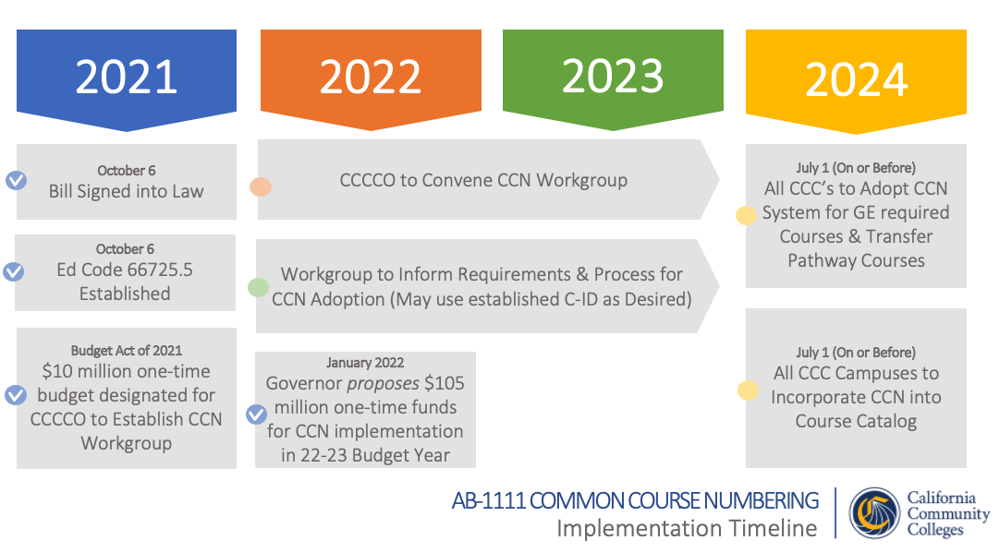 2021
2022
2023
2024
October 6
Bill Signed into Law
October 6
Ed Code 66725.5
Established
Budget Act of 2021
$10 million one-time
budget designated for
CCCCO to Establish CCN
Workgroup
CCCCO to Convene CCN Workgroup
Workgroup to Inform Requirements & Process for
CCN Adoption (May use established C-ID as Desired)
January 2022
Governor proposes $105
million one-time funds
for CCN implementation
in 22-23 Budget Year
July 1 (On or Before)
All CCC's to Adopt CCN
System for GE required
Courses & Transfer
Pathway Courses
July 1 (On or Before)
All CCC Campuses to
Incorporate CCN into
Course Catalog
AB-1111 COMMON COURSE NUMBERING
Implementation Timeline
California
Community
Colleges